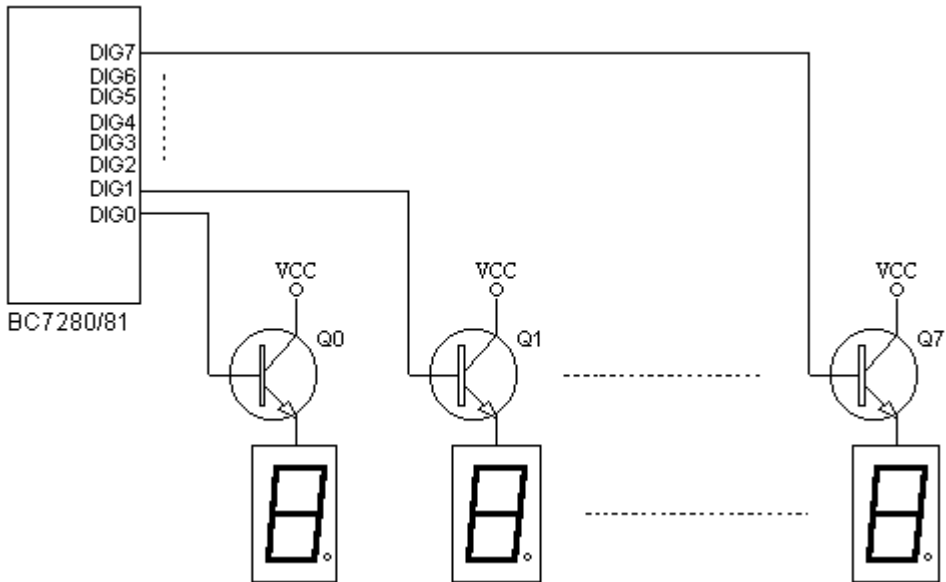 DIG7
DIG6
DIG5
DIG4
DIG3
DIG2
DIG1
DIG0
BC7280/81
VCC
Q0
VCC
Q1
VCC
Q7